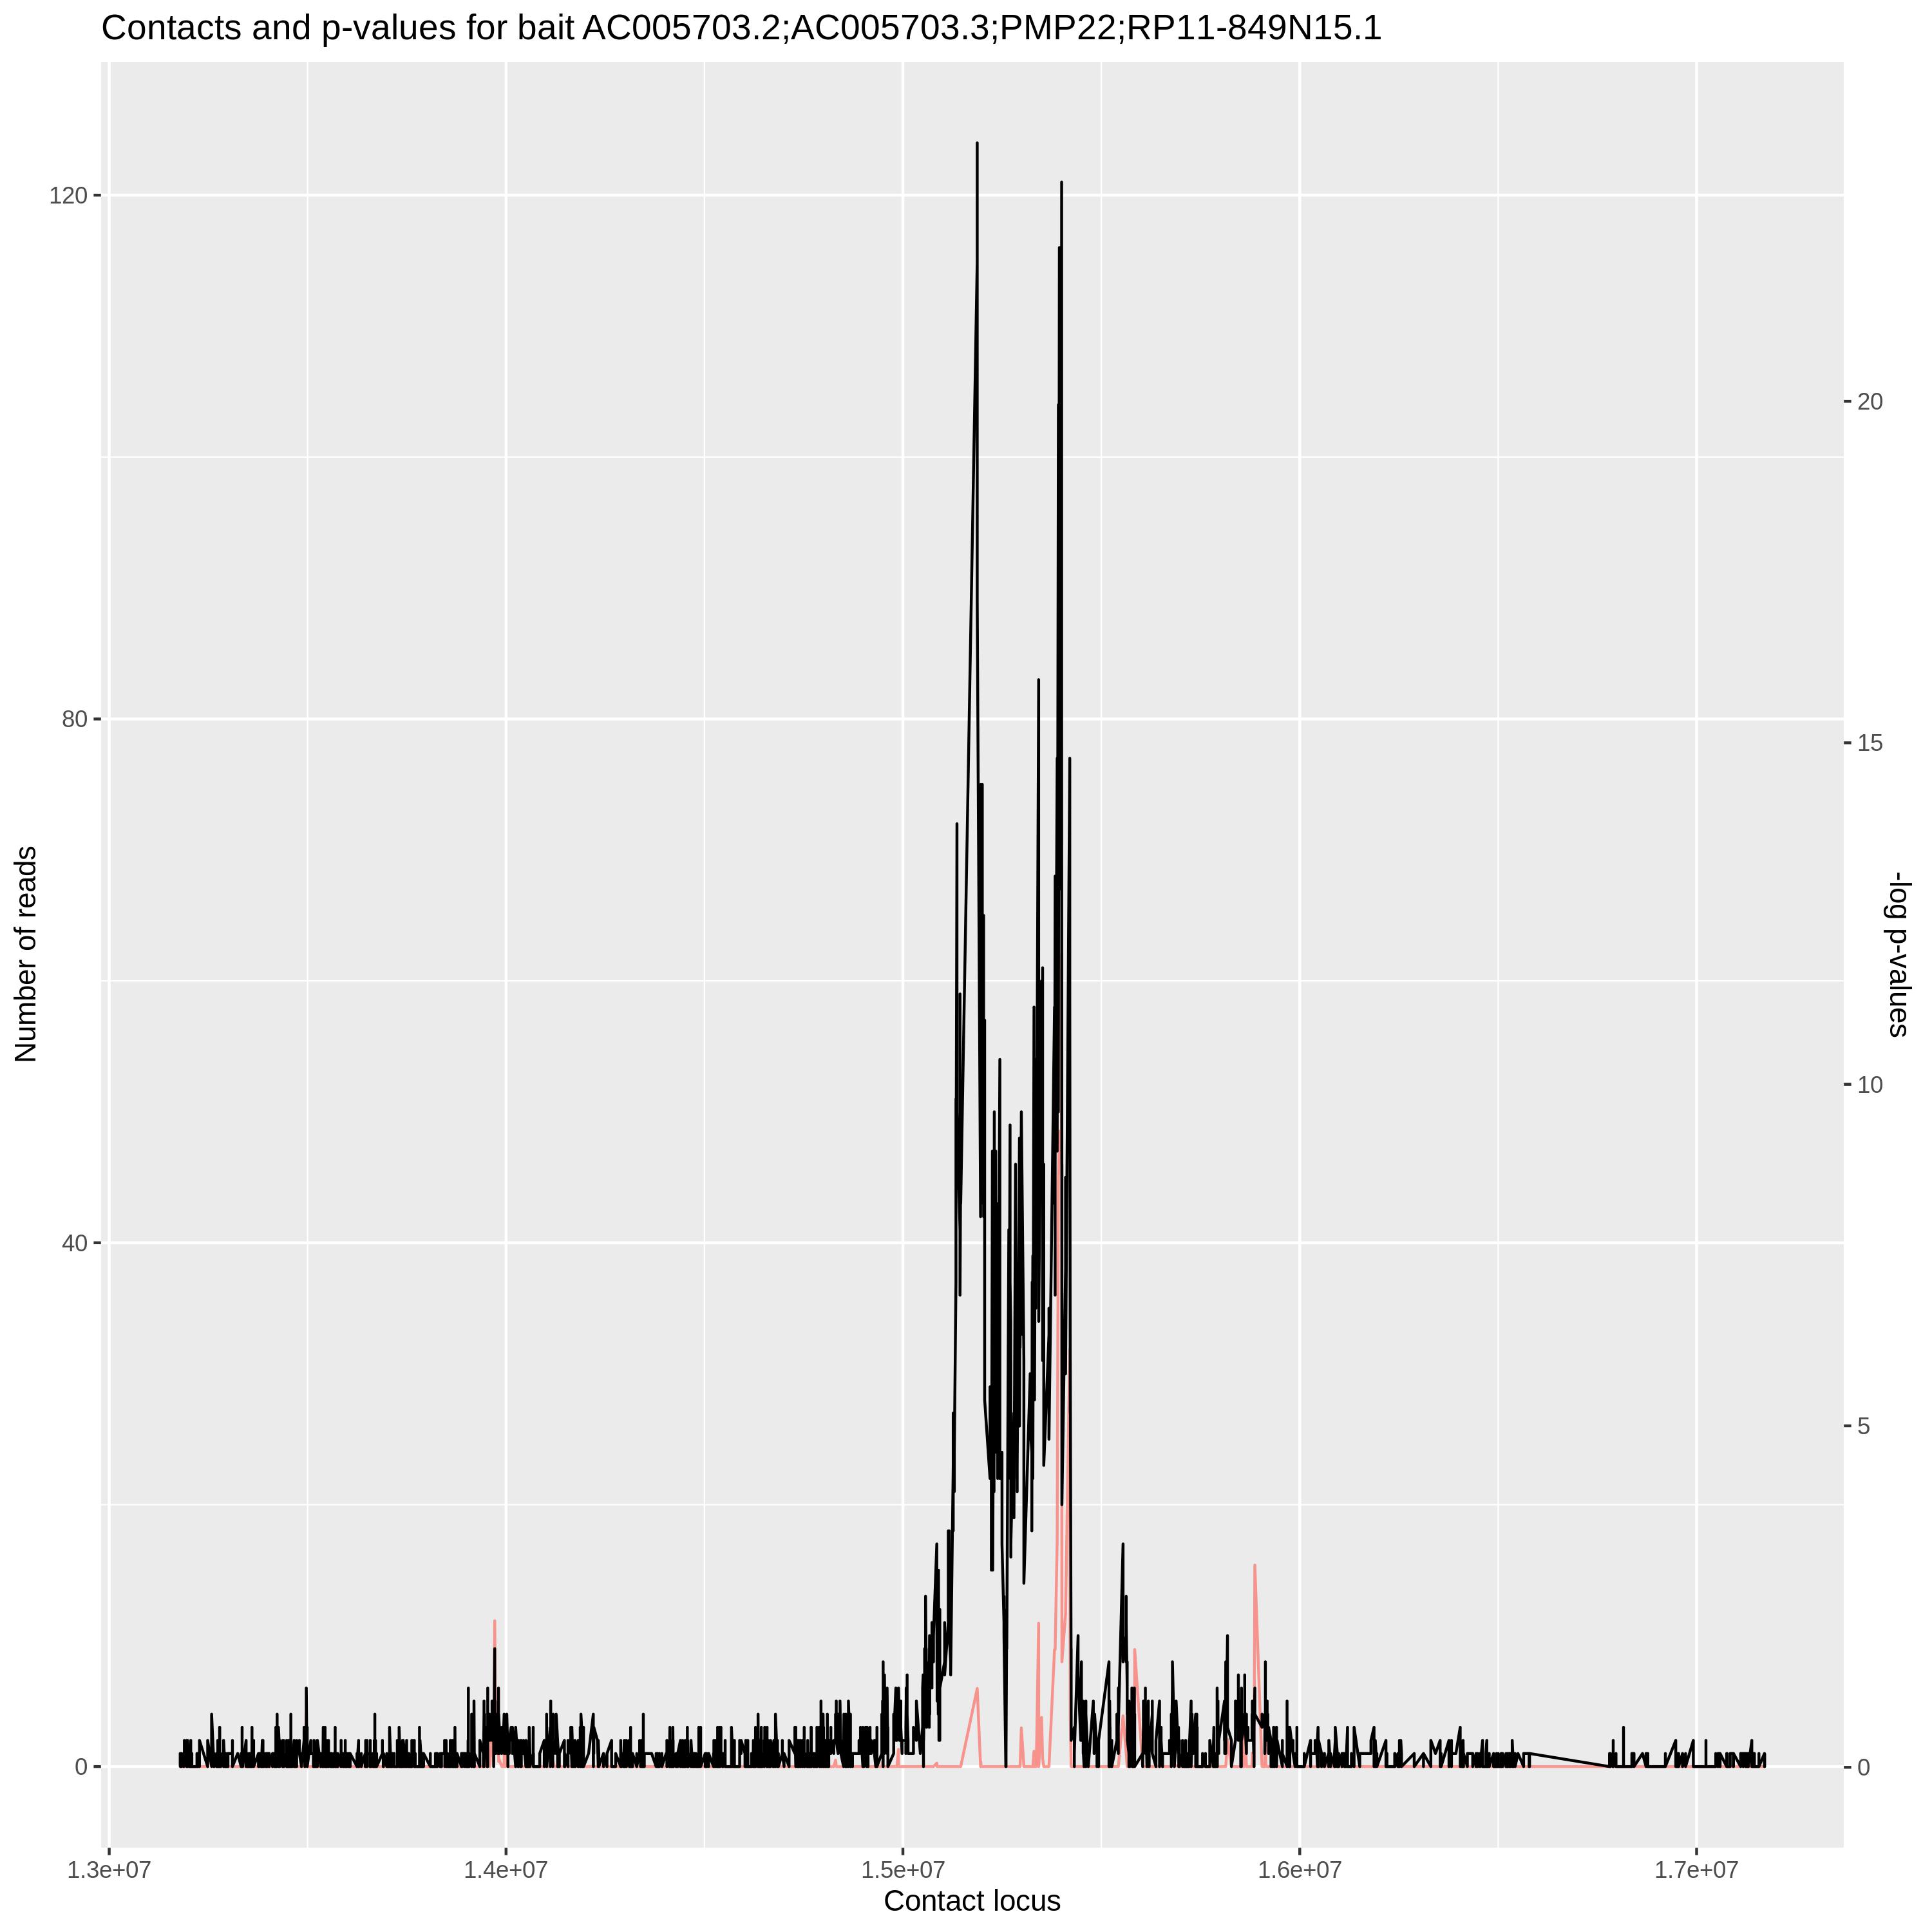 Contacts and p-values for bait AC005703.2;AC005703.3;PMP22;RP11-849N15.1
120
80
40
0
Number of reads
20
15
10
5
0
-log p-values
1.3e+07 1.4e+07 1.5e+07 1.6e+07 1.7e+07
Contact locus